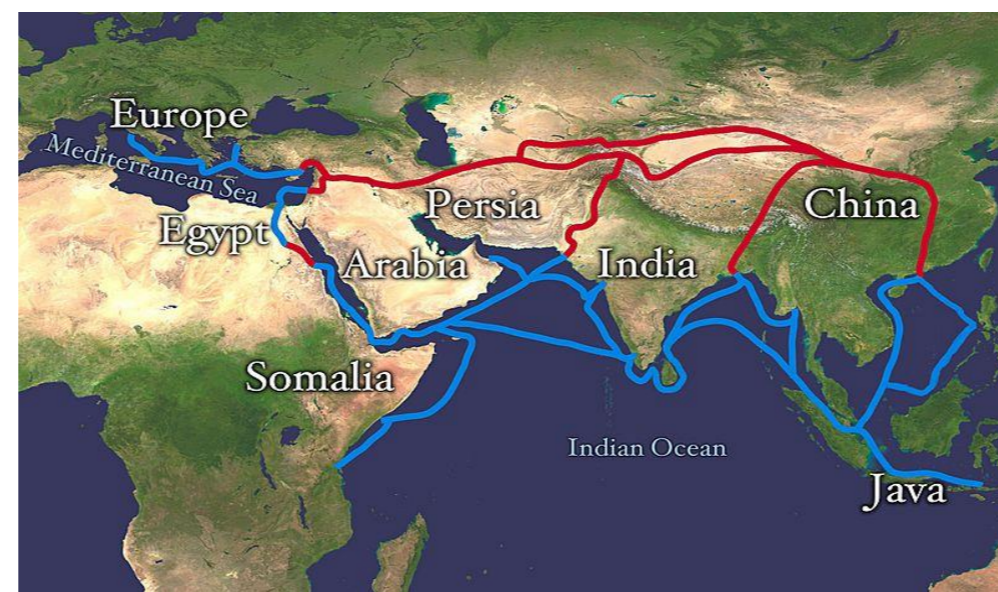 Europe
Mediterranean Sea
Persia
China
Egypt
Arabia
India
Somalia
Indian Ocean
Java